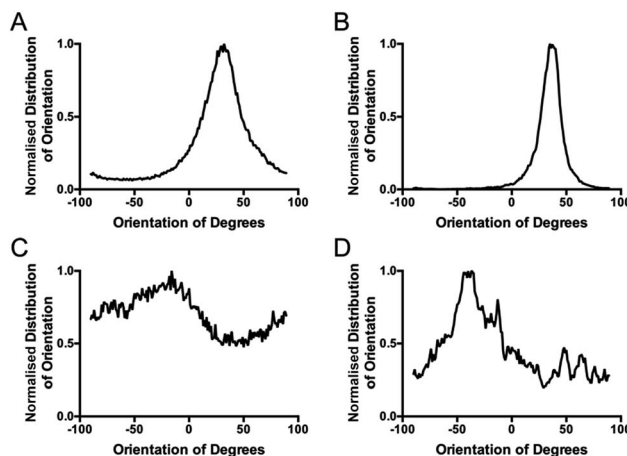 A
Normalised Distribution
of Orientation
1.0
0.5
0.0
-100 -50 0 50 100
Orientation of Degrees
B
Normalised Distribution
of Orientation
1.0
0.5
0.0
-100 -50 0 50 100
Orientation of Degrees
C
Normalised Distribution
of Orientation
1.0
0.5
0.0
-100 -50 0 50 100
Orientation of Degrees
D
Normalised Distribution
of Orientation
1.0
0.5
0.0
-100 -50 0 50 100
Orientation of Degrees